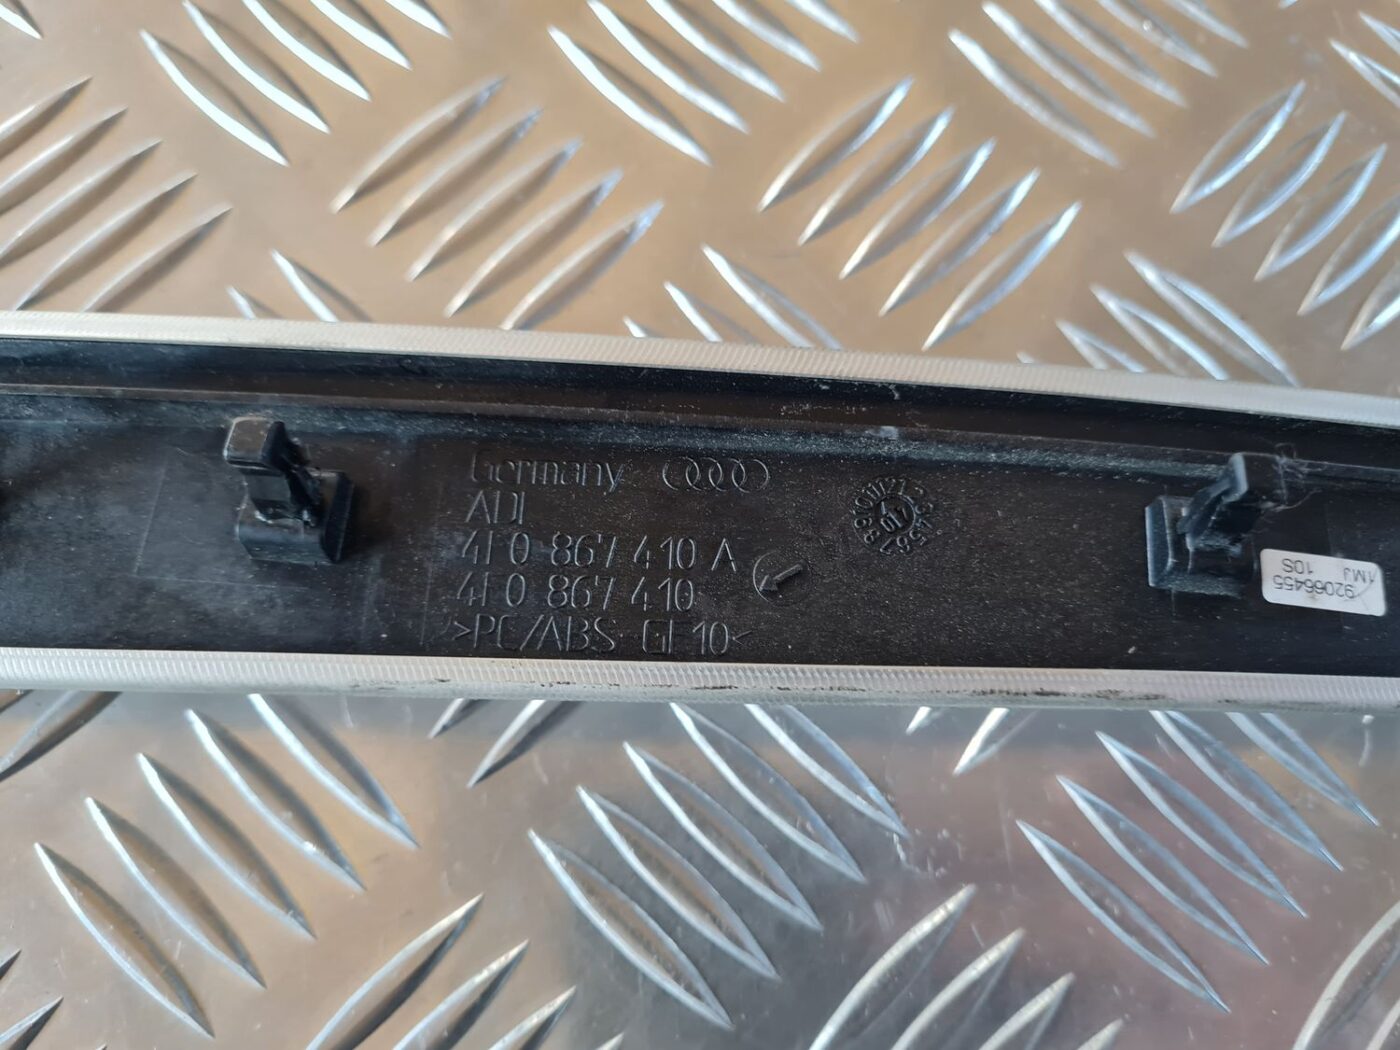 Germany
ADI
4F0 867 410 A
4F0 867 410
>PC/ABS GF10<
92066455
1MJ 10S